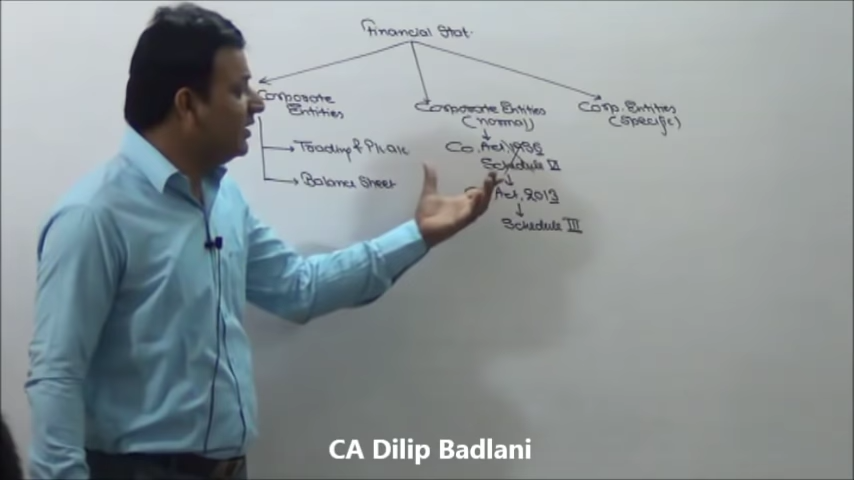 Financial Stat.
Corporate
Entities
Corporate Entities
(normal)
Corp. Entities
(Specific)
Trading & P/L a/c
Balance Sheet
Co. Act, 1956
Schedule VI
Act, 2013
Schedule III
CA Dilip Badlani